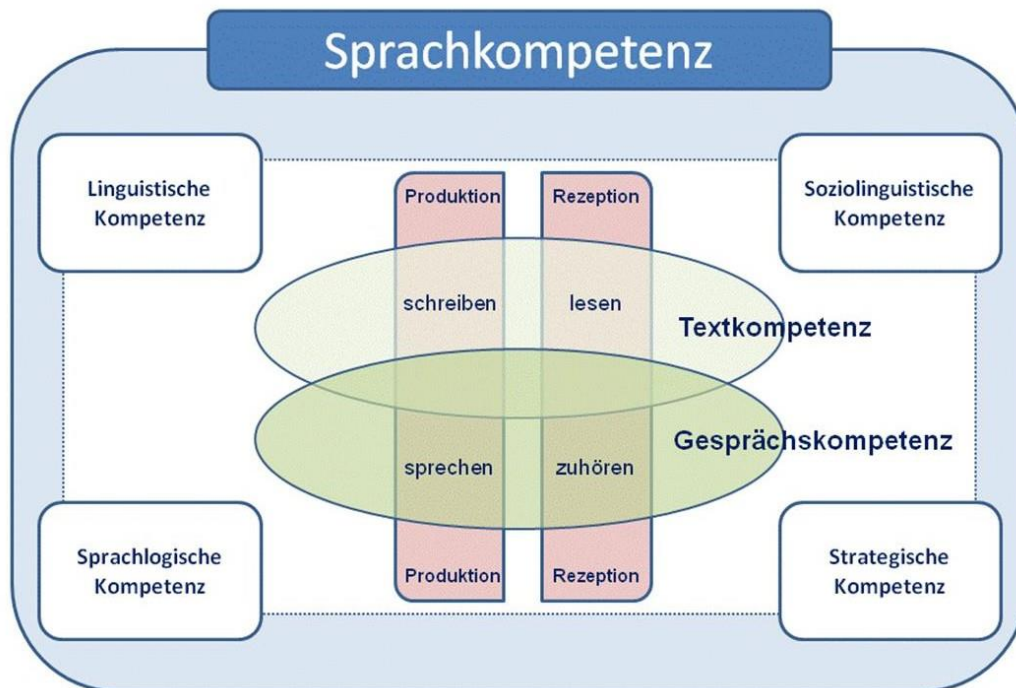 Sprachkompetenz
Linguistische
Kompetenz
Soziolinguistische
Kompetenz
Produktion
Rezeption
schreiben
lesen
Textkompetenz
Gesprächskompetenz
sprechen
zuhören
Sprachlogische
Kompetenz
Strategische
Kompetenz
Produktion
Rezeption